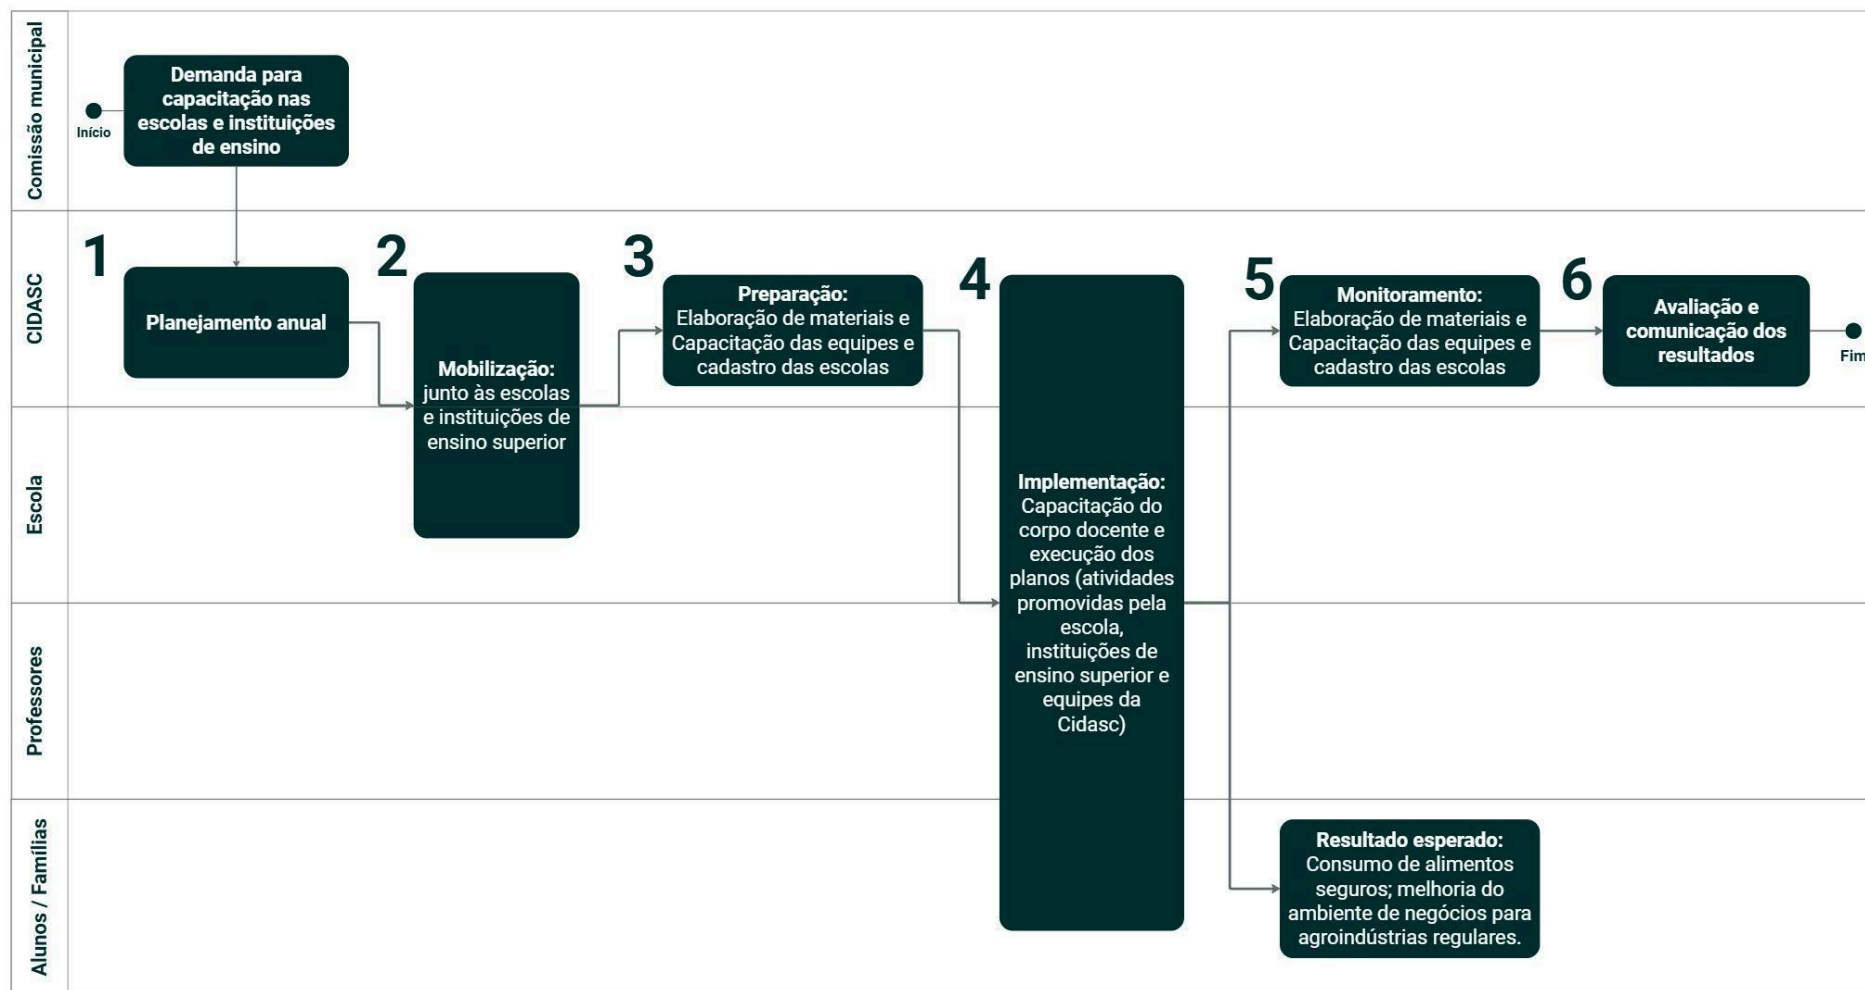 Comissão municipal
Início
Demanda para
capacitação nas
escolas e instituições
de ensino
CIDASC
1
Planejamento anual
2
Mobilização:
junto às escolas
e instituições de
ensino superior
3
Preparação:
Elaboração de materiais e
Capacitação das equipes e
cadastro das escolas
4
Implementação:
Capacitação do
corpo docente e
execução dos
planos (atividades
promovidas pela
escola,
instituições de
ensino superior e
equipes da
Cidasc)
5
Monitoramento:
Elaboração de materiais e
Capacitação das equipes e
cadastro das escolas
6
Avaliação e
comunicação dos
resultados
Fim
Escola
Professores
Alunos / Famílias
Resultado esperado:
Consumo de alimentos
seguros; melhoria do
ambiente de negócios para
agroindústrias regulares.